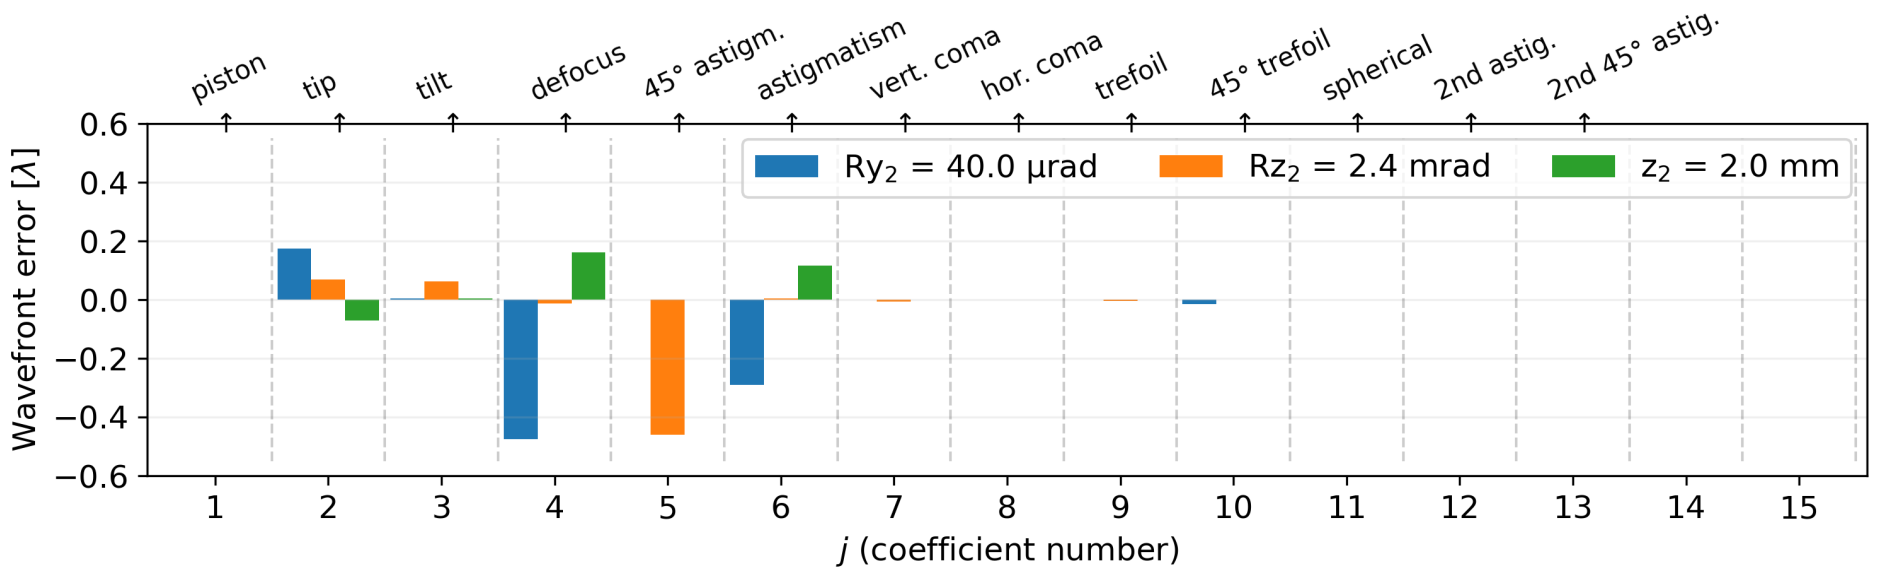 piston tip tilt defocus 45° astigm. astigmatism vert. coma hor. coma trefoil 45° trefoil spherical 2nd astig. 2nd 45° astig.
Ry₂ = 40.0 μrad Rz₂ = 2.4 mrad z₂ = 2.0 mm
Wavefront error [λ]
0.6
0.4
0.2
0.0
−0.2
−0.4
−0.6
1 2 3 4 5 6 7 8 9 10 11 12 13 14 15
j (coefficient number)